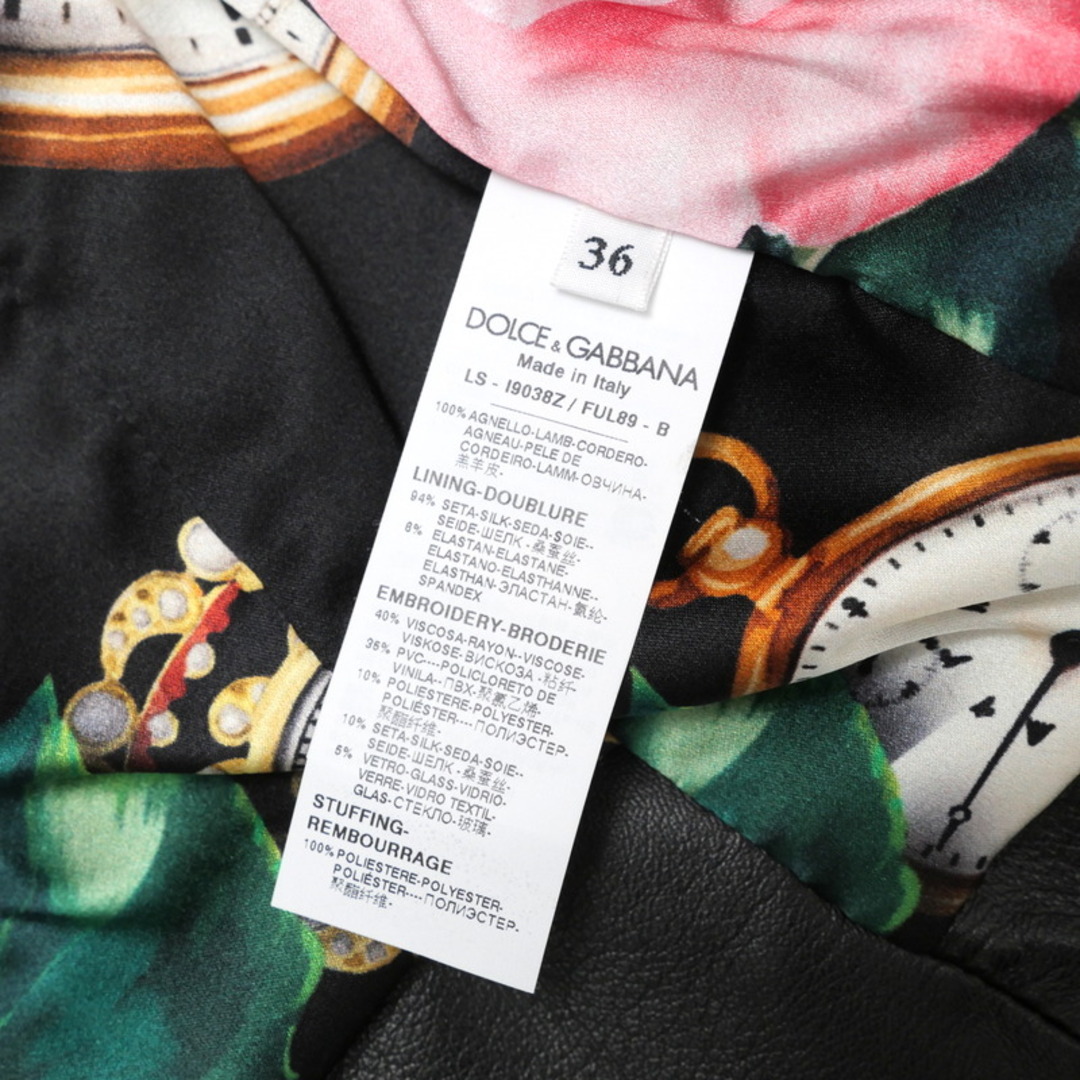 36
DOLCE & GABBANA
Made in Italy
LS - I9038Z / FUL89 - B
100% AGNELLO-LAMB-CORDERO-
AGNEAU-PELE DE
CORDEIRO-LAMM-ОВЧИНА-
羔羊皮-
LINING-DOUBLURE
94% SETA-SILK-SEDA-SOIE--
SEIDE-ШЕЛК-桑蚕丝-
6% ELASTAN-ELASTANE-
ELASTANO-ELASTHANNE--
ELASTHAN-ЭЛАСТАН-氨纶-
SPANDEX
EMBROIDERY-BRODERIE
40% VISCOSA-RAYON--VISCOSE-
VISKOSE-ВИСКОЗА-粘纤-
35% PVC----POLICLORETO DE
VINILA--ПВХ-聚氯乙烯-
10% POLIESTERE-POLYESTER-
POLIÉSTER----ПОЛИЭСТЕР-
聚酯纤维-
10% SETA-SILK-SEDA-SOIE--
SEIDE-ШЕЛК-桑蚕丝-
5% VETRO-GLASS-VIDRIO-
VERRE-VIDRO TEXTIL-
GLAS-СТЕКЛО-玻璃-
STUFFING-
REMBOURRAGE
100% POLIESTERE-POLYESTER-
POLIÉSTER----ПОЛИЭСТЕР-
聚酯纤维-